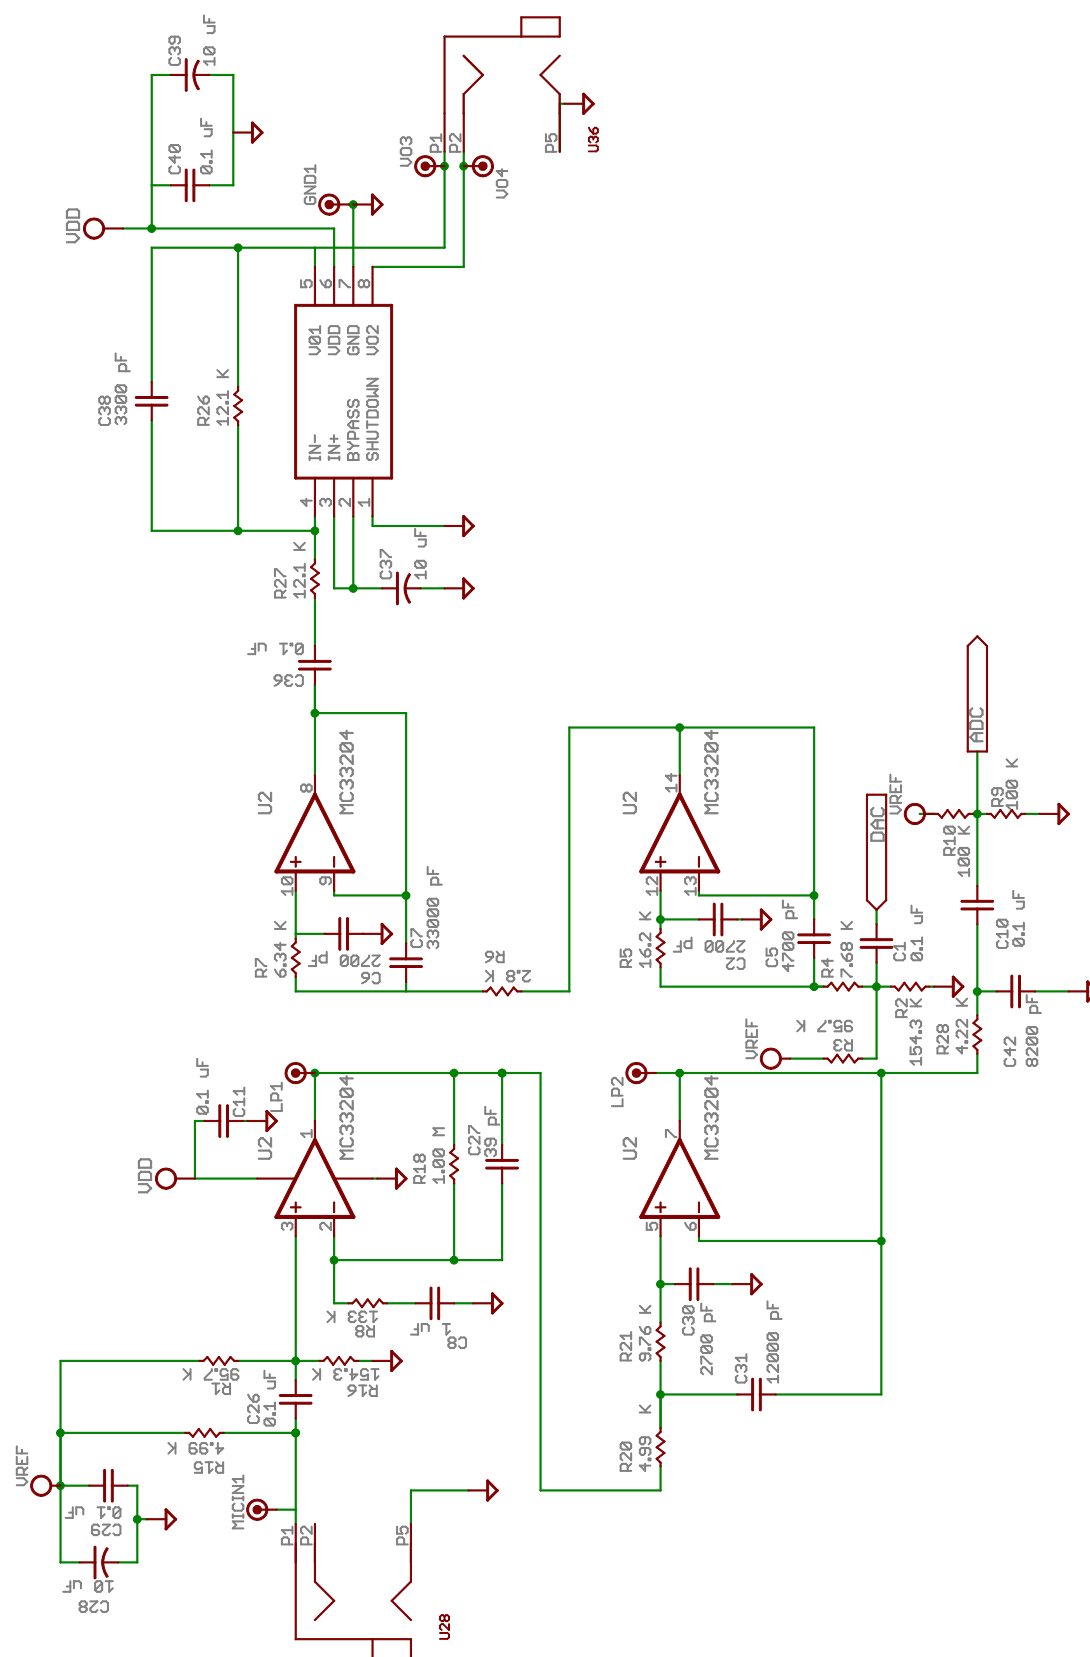 C39
10 uF
C40
0.1 uF
VDD
GND1
VO3
P1
P2
VO4
P5
U36
5
6
7
8
VO1
VDD
GND
VO2
IN-
IN+
BYPASS
SHUTDOWN
4
3
2
1
C38
3300 pF
R26
12.1 K
R27
12.1 K
C37
10 uF
C36
0.1 uF
U2
MC33204
8
10
9
+
-
R7
6.34 K
C6
2700 pF
C7
33000 pF
R6
2.8 K
U2
MC33204
14
12
13
+
-
R5
16.2 K
C2
2700 pF
C5
4700 pF
R4
7.68 K
DAC
C1
0.1 uF
R2
154.3 K
VREF
R3
95.7 K
ADC
VREF
R10
100 K
R9
100 K
C10
0.1 uF
R28
4.22 K
C42
8200 pF
VDD
0.1 uF
C11
LP1
U2
MC33204
1
3
2
+
-
R18
1.00 M
C27
39 pF
R8
133 K
C8
1 uF
R1
95.7 K
R16
154.3 K
C26
0.1 uF
R15
4.99 K
VREF
C29
0.1 uF
C28
10 uF
MICIN1
P1
P2
P5
U28
LP2
U2
MC33204
7
5
6
+
-
R21
9.76 K
C30
2700 pF
C31
12000 pF
R20
4.99 K